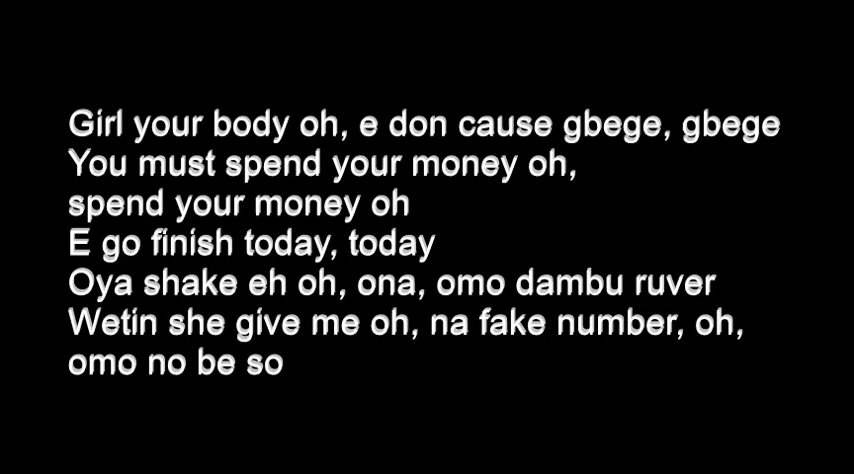 Girl your body oh, e don cause gbege, gbege
You must spend your money oh,
spend your money oh
E go finish today, today
Oya shake eh oh, ona, omo dambu ruver
Wetin she give me oh, na fake number, oh,
omo no be so